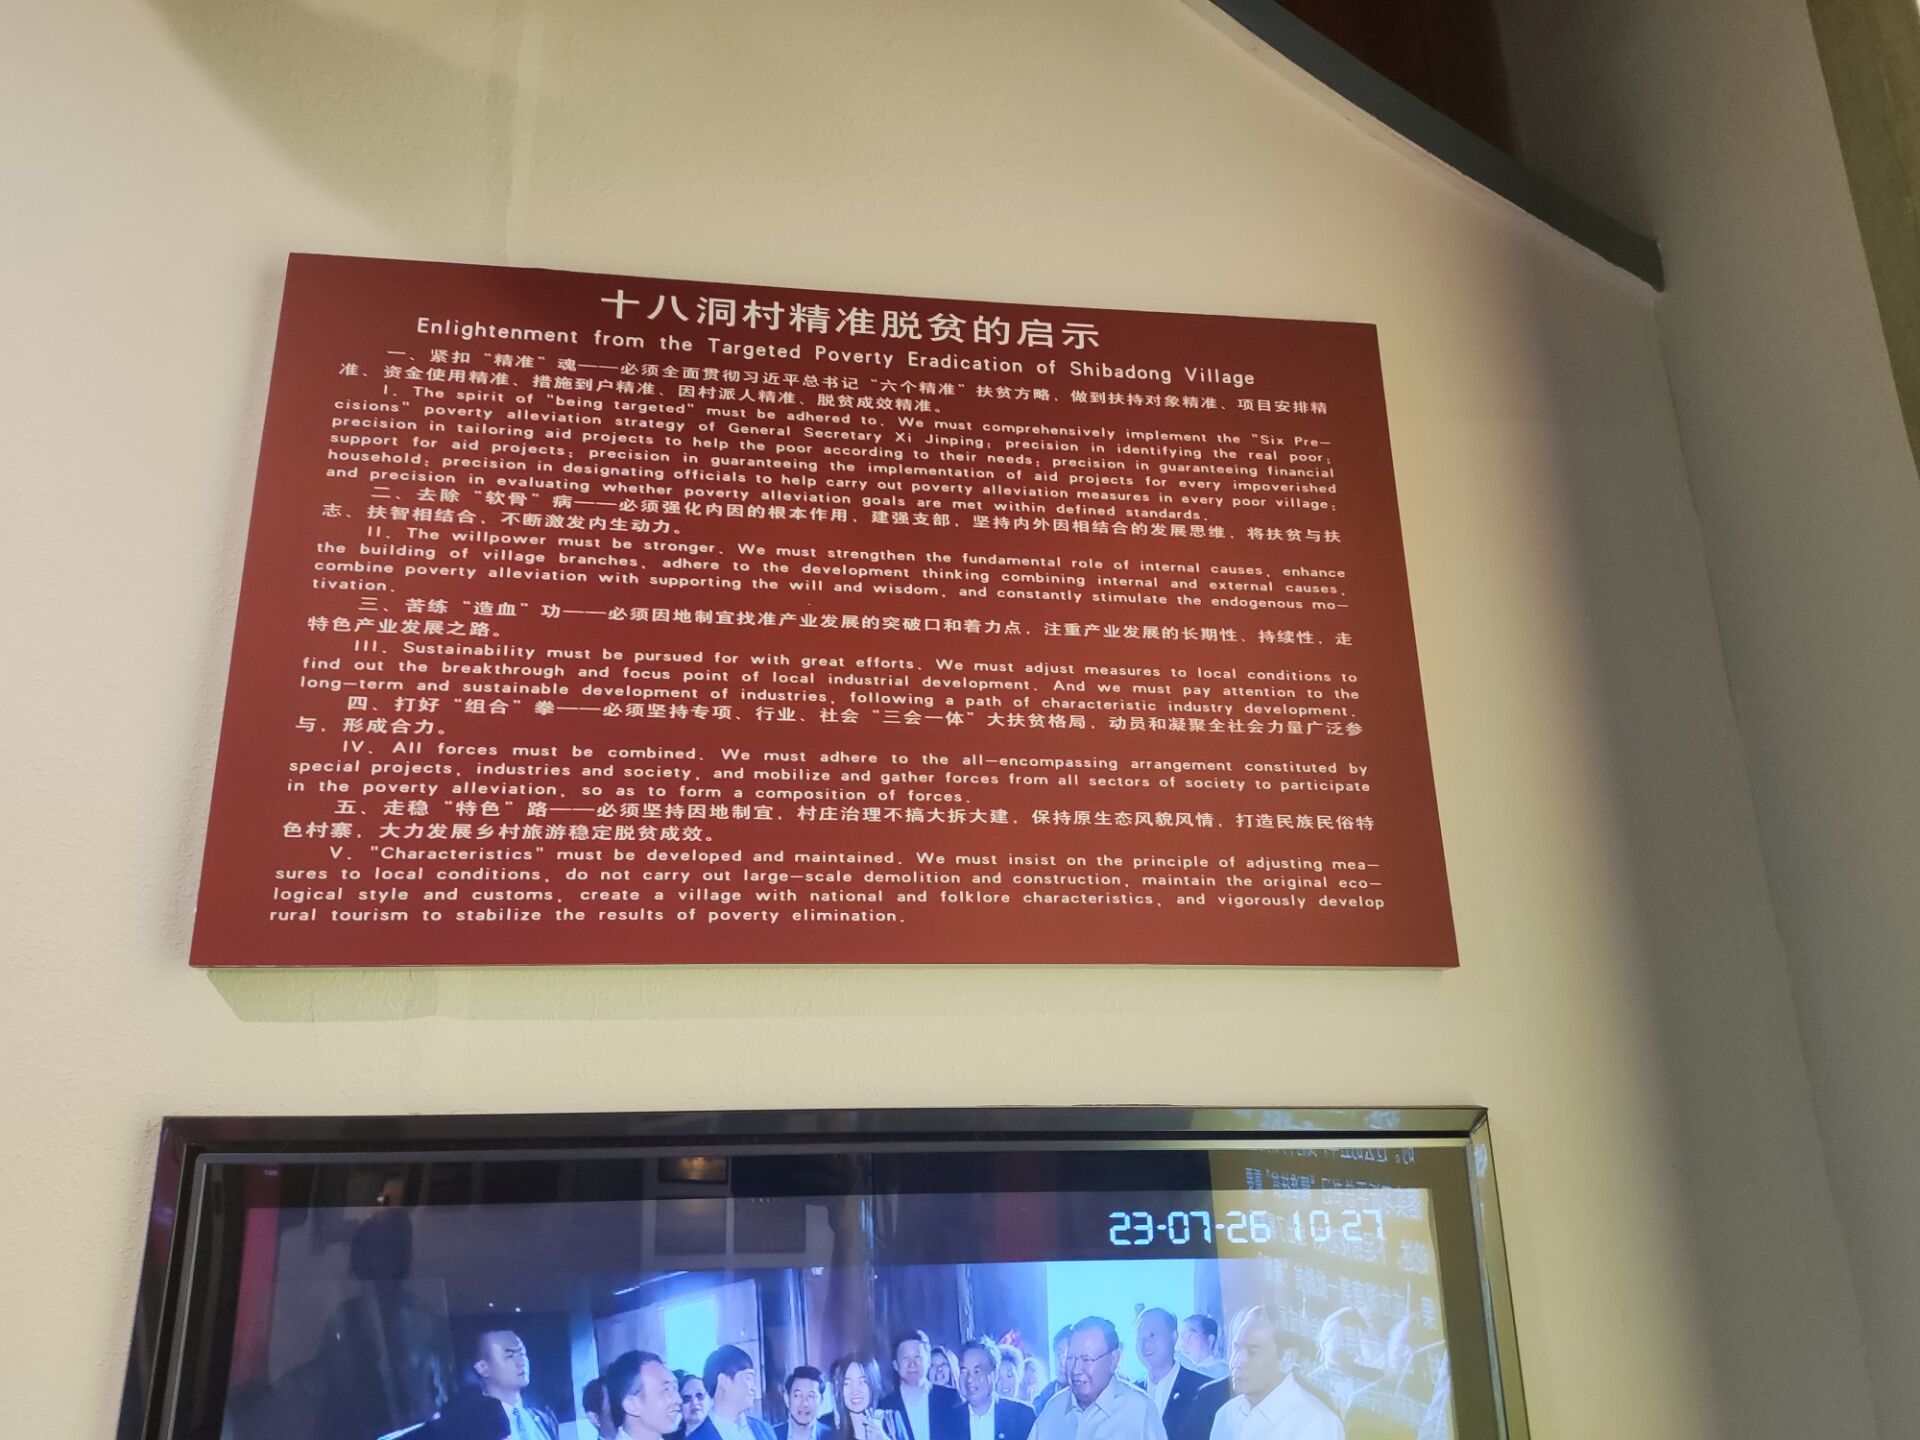 十八洞村精准脱贫的启示
Enlightenment from the Targeted Poverty Eradication of Shibadong Village
一、紧扣“精准”魂——必须全面贯彻习近平总书记“六个精准”扶贫方略，做到扶持对象精准、项目安排精
准、资金使用精准、措施到户精准、因村派人精准、脱贫成效精准。
I. The spirit of "being targeted" must be adhered to. We must comprehensively implement the "Six Pre-
cisions" poverty alleviation strategy of General Secretary Xi Jinping: precision in identifying the real poor;
precision in tailoring aid projects to help the poor according to their needs; precision in guaranteeing financial
support for aid projects; precision in guaranteeing the implementation of aid projects for every impoverished
household; precision in designating officials to help carry out poverty alleviation measures in every poor village;
and precision in evaluating whether poverty alleviation goals are met within defined standards.
二、去除“软骨”病——必须强化内因的根本作用，建强支部，坚持内外因相结合的发展思维，将扶贫与扶
志、扶智相结合，不断激发内生动力。
II. The willpower must be stronger. We must strengthen the fundamental role of internal causes, enhance
the building of village branches, adhere to the development thinking combining internal and external causes,
combine poverty alleviation with supporting the will and wisdom, and constantly stimulate the endogenous mo-
tivation.
三、苦练“造血”功——必须因地制宜找准产业发展的突破口和着力点，注重产业发展的长期性、持续性，走
特色产业发展之路。
III. Sustainability must be pursued for with great efforts. We must adjust measures to local conditions to
find out the breakthrough and focus point of local industrial development. And we must pay attention to the
long-term and sustainable development of industries, following a path of characteristic industry development.
四、打好“组合”拳——必须坚持专项、行业、社会“三会一体”大扶贫格局，动员和凝聚全社会力量广泛参
与，形成合力。
IV. All forces must be combined. We must adhere to the all-encompassing arrangement constituted by
special projects, industries and society, and mobilize and gather forces from all sectors of society to participate
in the poverty alleviation, so as to form a composition of forces.
五、走稳“特色”路——必须坚持因地制宜，村庄治理不搞大拆大建，保持原生态风貌风情，打造民族民俗特
色村寨，大力发展乡村旅游稳定脱贫成效。
V. "Characteristics" must be developed and maintained. We must insist on the principle of adjusting mea-
sures to local conditions, do not carry out large-scale demolition and construction, maintain the original eco-
logical style and customs, create a village with national and folklore characteristics, and vigorously develop
rural tourism to stabilize the results of poverty elimination.
23-07-26 10 27